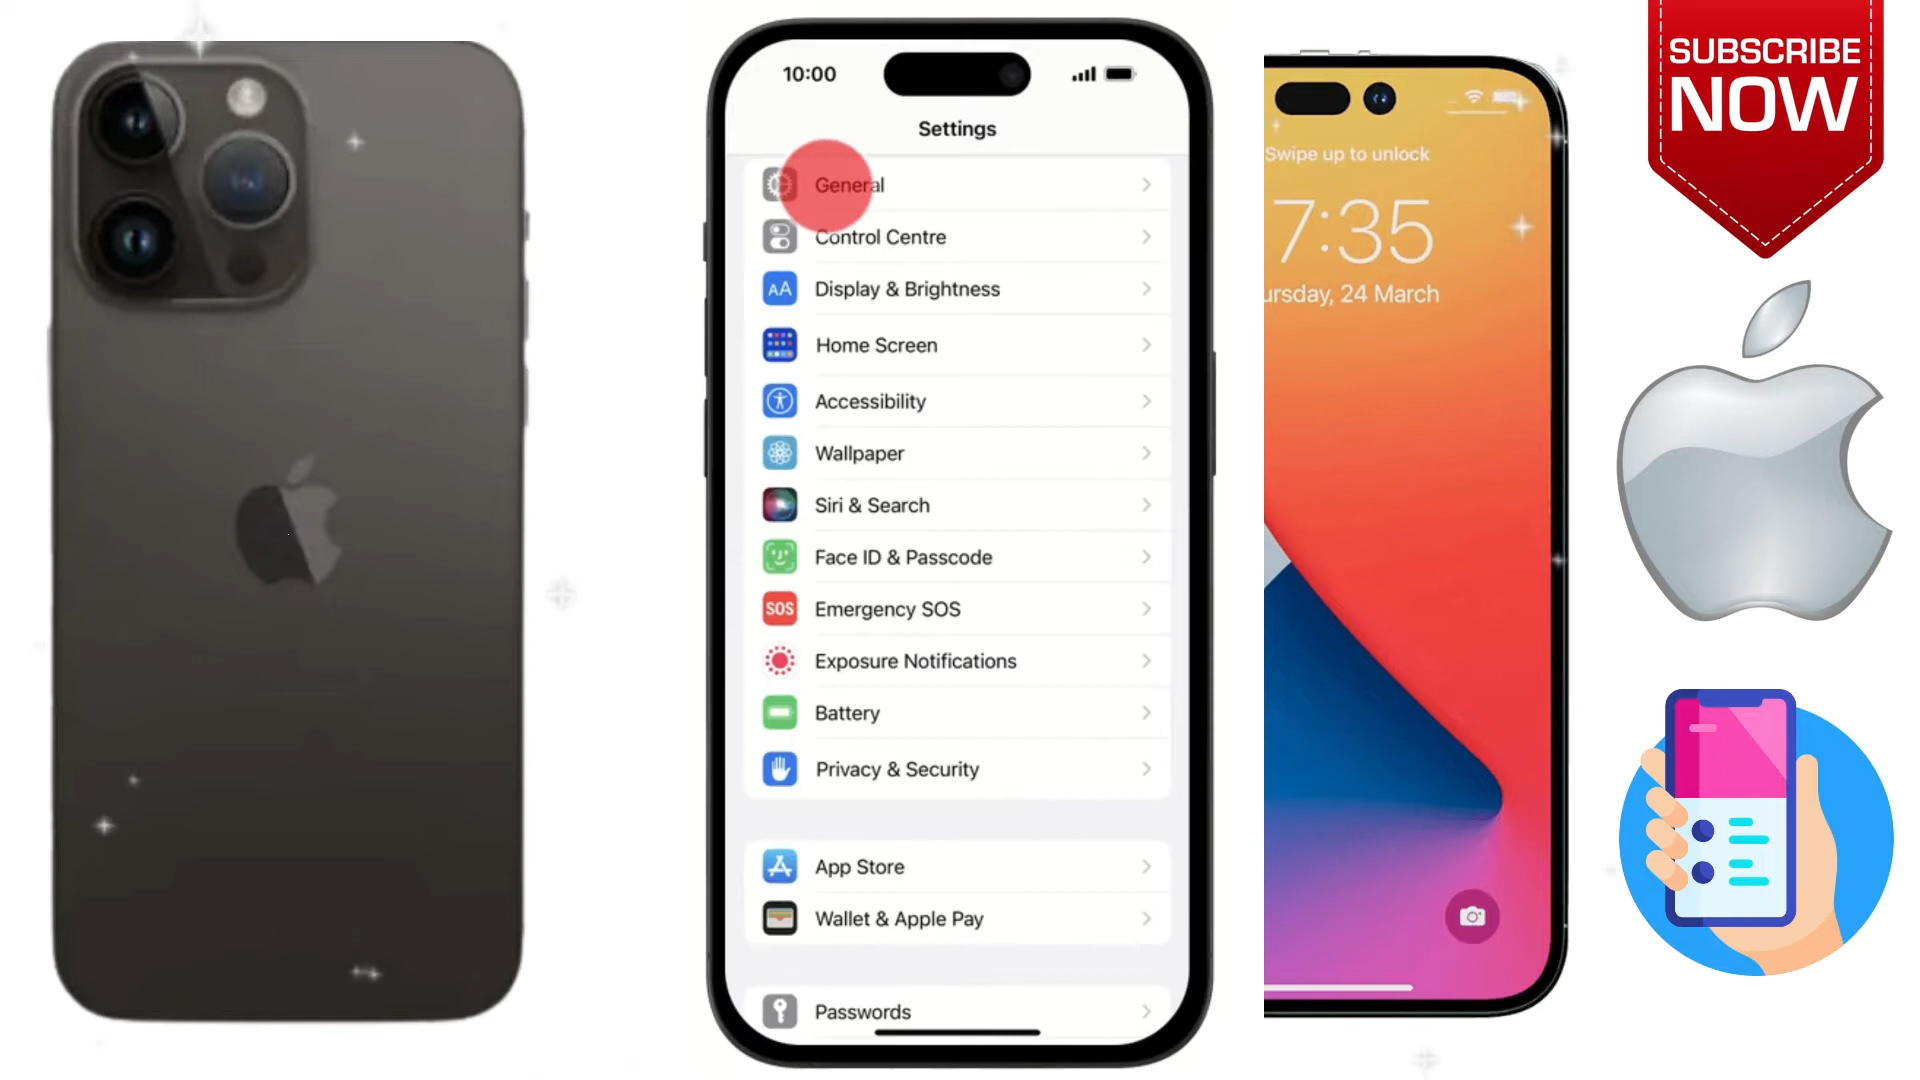 10:00
Settings
General
Control Centre
AA
Display & Brightness
Home Screen
Accessibility
Wallpaper
Siri & Search
Face ID & Passcode
SOS
Emergency SOS
Exposure Notifications
Battery
Privacy & Security
App Store
Wallet & Apple Pay
Passwords
Swipe up to unlock
7:35
ursday, 24 March
SUBSCRIBE
NOW